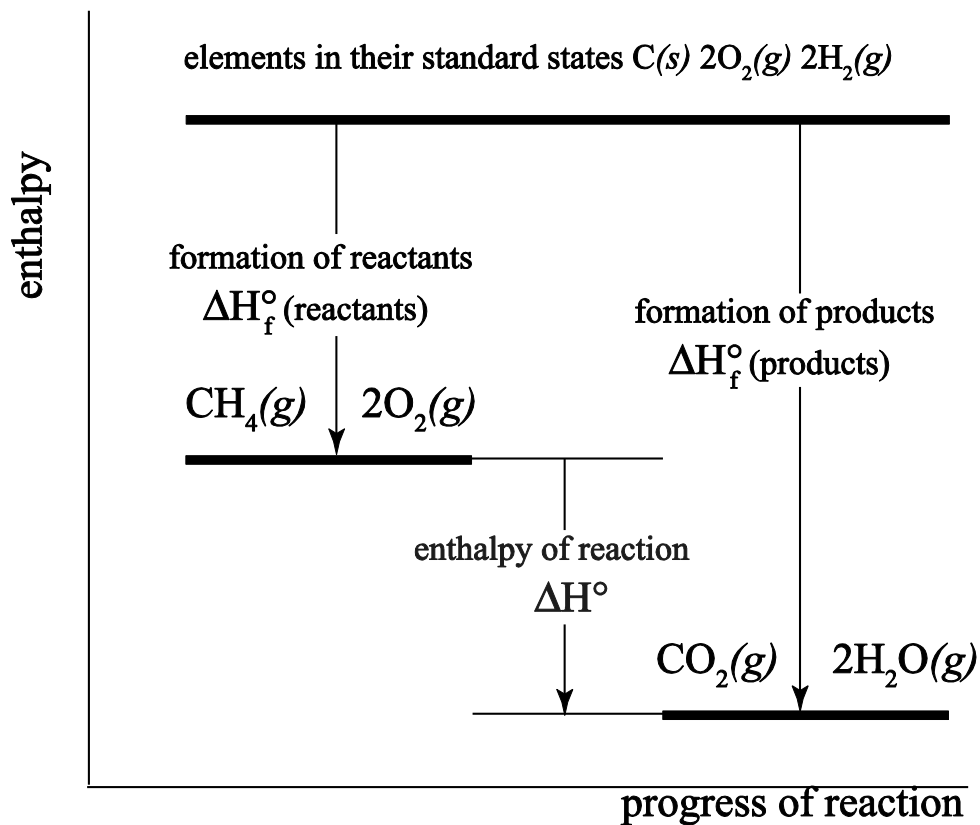 elements in their standard states C(s) 2O₂(g) 2H₂(g)
enthalpy
formation of reactants
ΔH°f (reactants)
formation of products
ΔH°f (products)
CH₄(g) 2O₂(g)
enthalpy of reaction
ΔH°
CO₂(g) 2H₂O(g)
progress of reaction